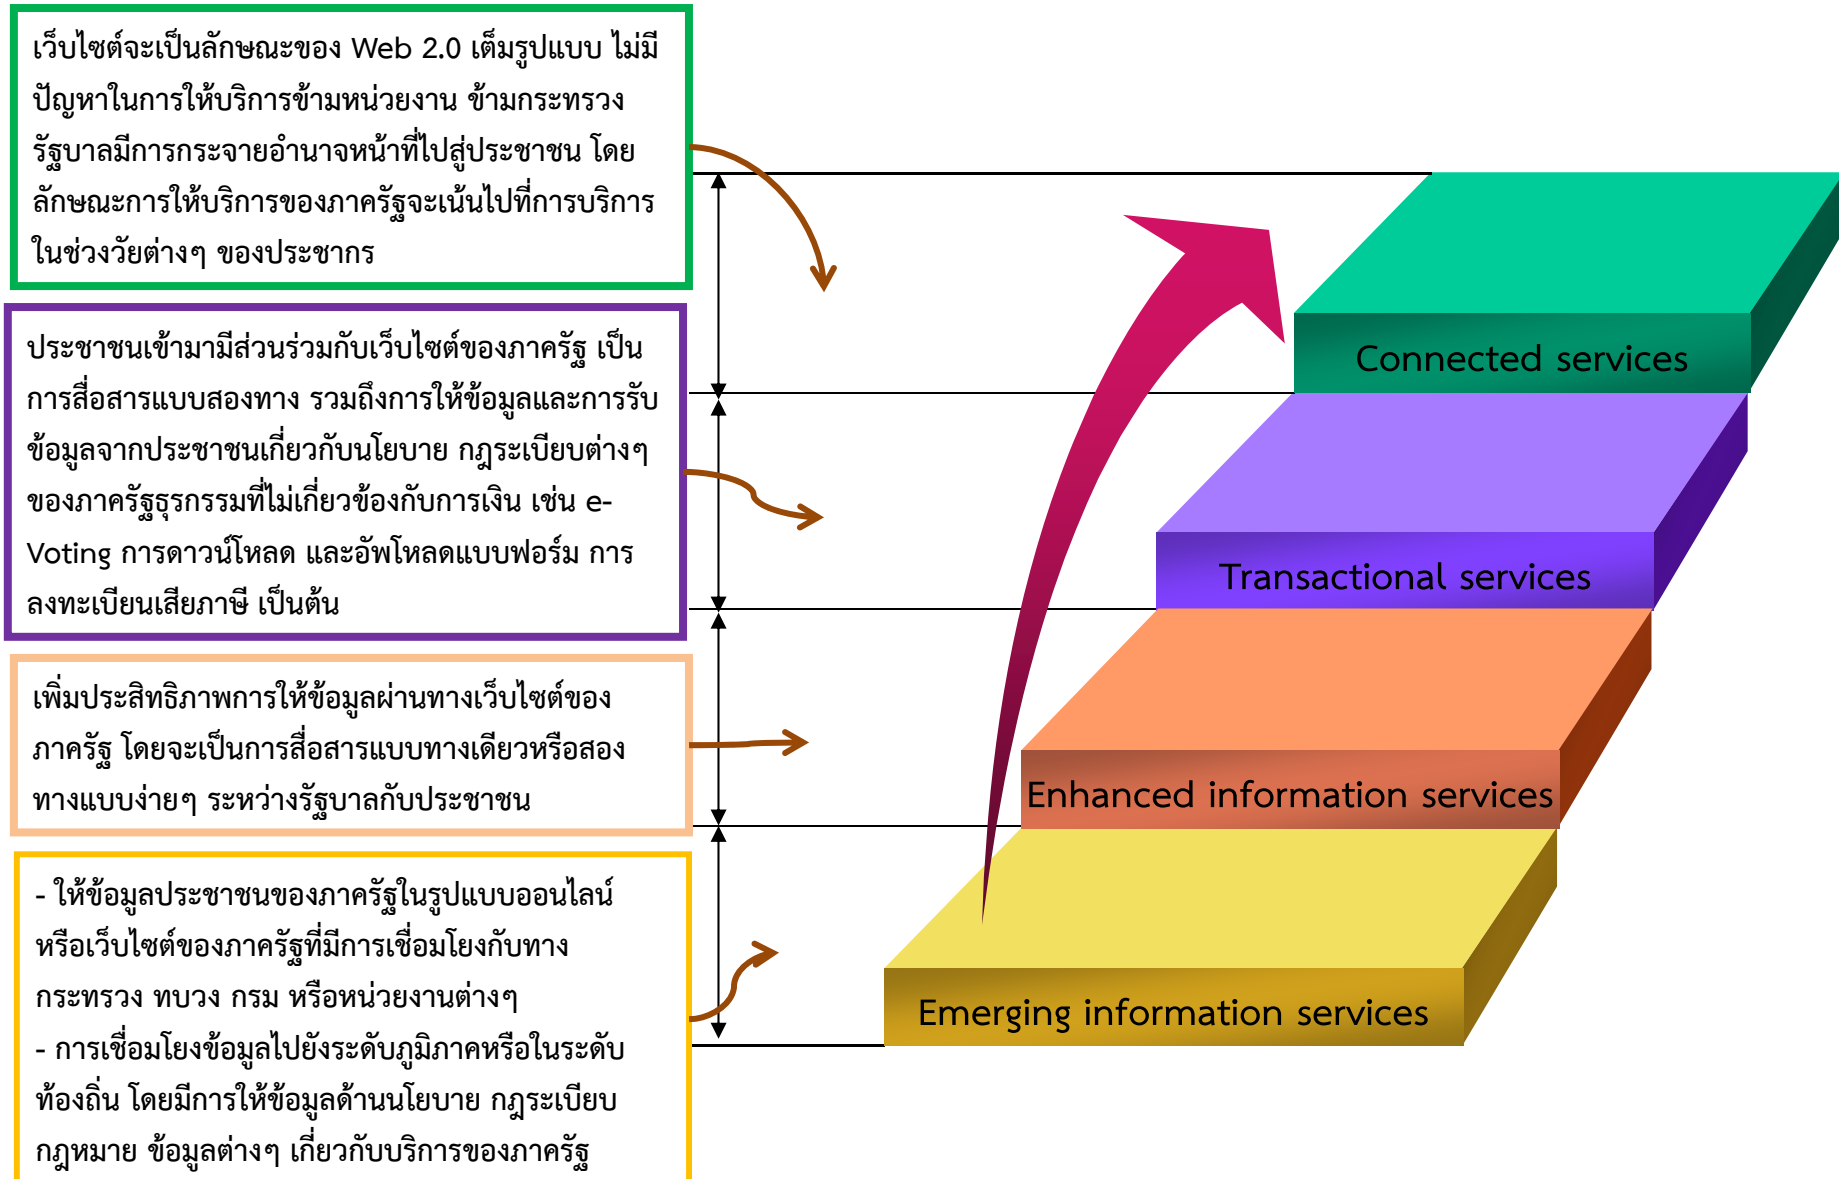 เว็บไซต์จะเป็นลักษณะของ Web 2.0 เต็มรูปแบบ ไม่มี
ปัญหาในการให้บริการข้ามหน่วยงาน ข้ามกระทรวง
รัฐบาลมีการกระจายอำนาจหน้าที่ไปสู่ประชาชน โดย
ลักษณะการให้บริการของภาครัฐจะเน้นไปที่การบริการ
ในช่วงวัยต่างๆ ของประชากร
Connected services
ประชาชนเข้ามามีส่วนร่วมกับเว็บไซต์ของภาครัฐ เป็น
การสื่อสารแบบสองทาง รวมถึงการให้ข้อมูลและการรับ
ข้อมูลจากประชาชนเกี่ยวกับนโยบาย กฎระเบียบต่างๆ
ของภาครัฐธุรกรรมที่ไม่เกี่ยวข้องกับการเงิน เช่น e-
Voting การดาวน์โหลด และอัพโหลดแบบฟอร์ม การ
ลงทะเบียนเสียภาษี เป็นต้น
Transactional services
เพิ่มประสิทธิภาพการให้ข้อมูลผ่านทางเว็บไซต์ของ
ภาครัฐ โดยจะเป็นการสื่อสารแบบทางเดียวหรือสอง
ทางแบบง่ายๆ ระหว่างรัฐบาลกับประชาชน
Enhanced information services
- ให้ข้อมูลประชาชนของภาครัฐในรูปแบบออนไลน์
หรือเว็บไซต์ของภาครัฐที่มีการเชื่อมโยงกับทาง
กระทรวง ทบวง กรม หรือหน่วยงานต่างๆ
- การเชื่อมโยงข้อมูลไปยังระดับภูมิภาคหรือในระดับ
ท้องถิ่น โดยมีการให้ข้อมูลด้านนโยบาย กฎระเบียบ
กฎหมาย ข้อมูลต่างๆ เกี่ยวกับบริการของภาครัฐ
Emerging information services